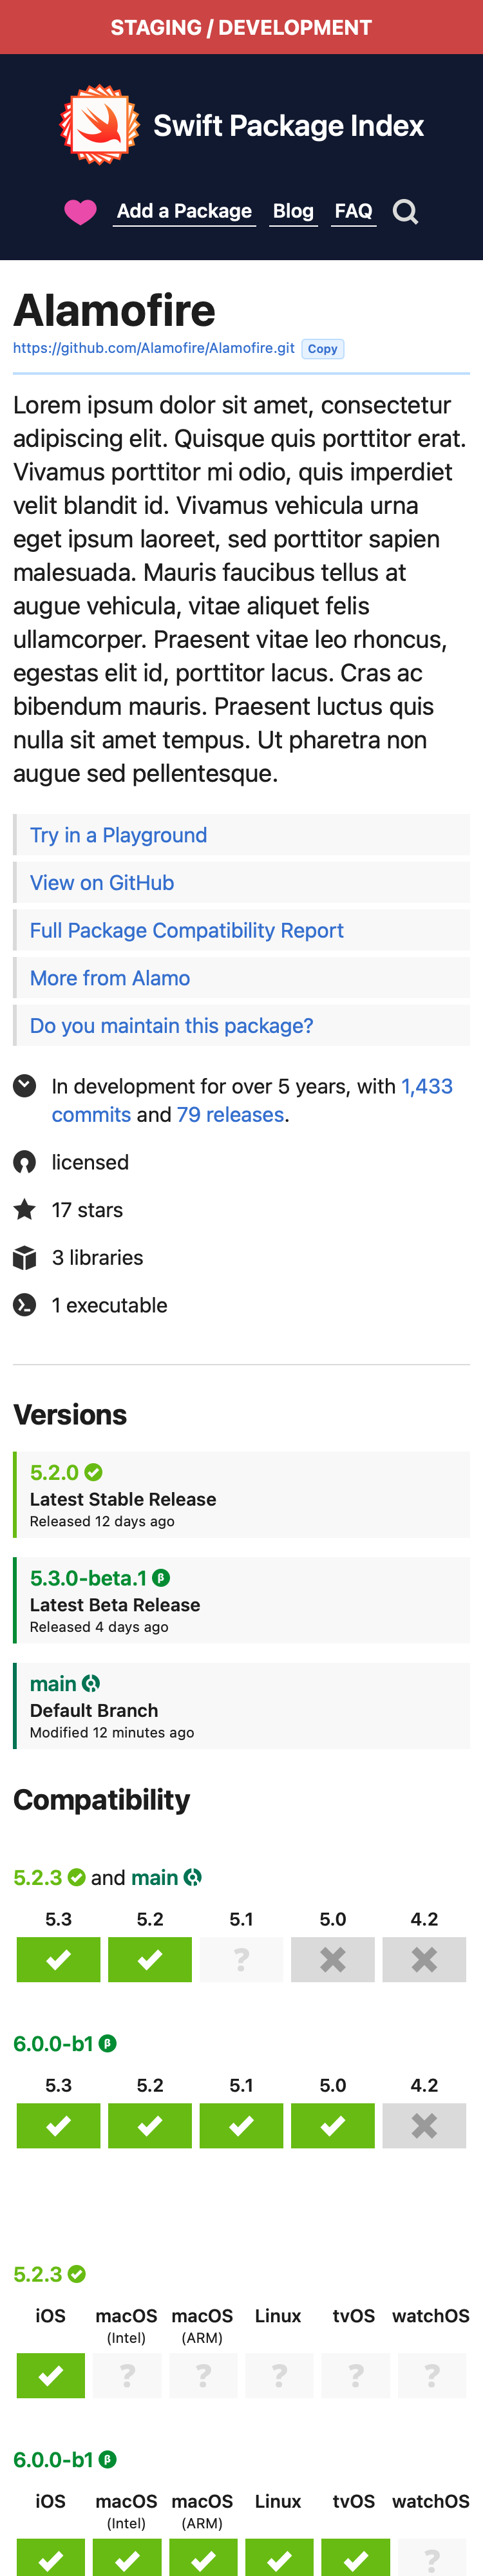 STAGING / DEVELOPMENT
Swift Package Index
Add a Package Blog FAQ
Alamofire
https://github.com/Alamofire/Alamofire.git Copy
Lorem ipsum dolor sit amet, consectetur
adipiscing elit. Quisque quis porttitor erat.
Vivamus porttitor mi odio, quis imperdiet
velit blandit id. Vivamus vehicula urna
eget ipsum laoreet, sed porttitor sapien
malesuada. Mauris faucibus tellus at
augue vehicula, vitae aliquet felis
ullamcorper. Praesent vitae leo rhoncus,
egestas elit id, porttitor lacus. Cras ac
bibendum mauris. Praesent luctus quis
nulla sit amet tempus. Ut pharetra non
augue sed pellentesque.
Try in a Playground
View on GitHub
Full Package Compatibility Report
More from Alamo
Do you maintain this package?
In development for over 5 years, with 1,433
commits and 79 releases.
licensed
17 stars
3 libraries
1 executable
Versions
5.2.0
Latest Stable Release
Released 12 days ago
5.3.0-beta.1 β
Latest Beta Release
Released 4 days ago
main
Default Branch
Modified 12 minutes ago
Compatibility
5.2.3 and main
5.3 5.2 5.1 5.0 4.2
?
6.0.0-b1 β
5.3 5.2 5.1 5.0 4.2
5.2.3
iOS macOS macOS Linux tvOS watchOS
(Intel) (ARM)
? ? ? ? ?
6.0.0-b1 β
iOS macOS macOS Linux tvOS watchOS
(Intel) (ARM)
?